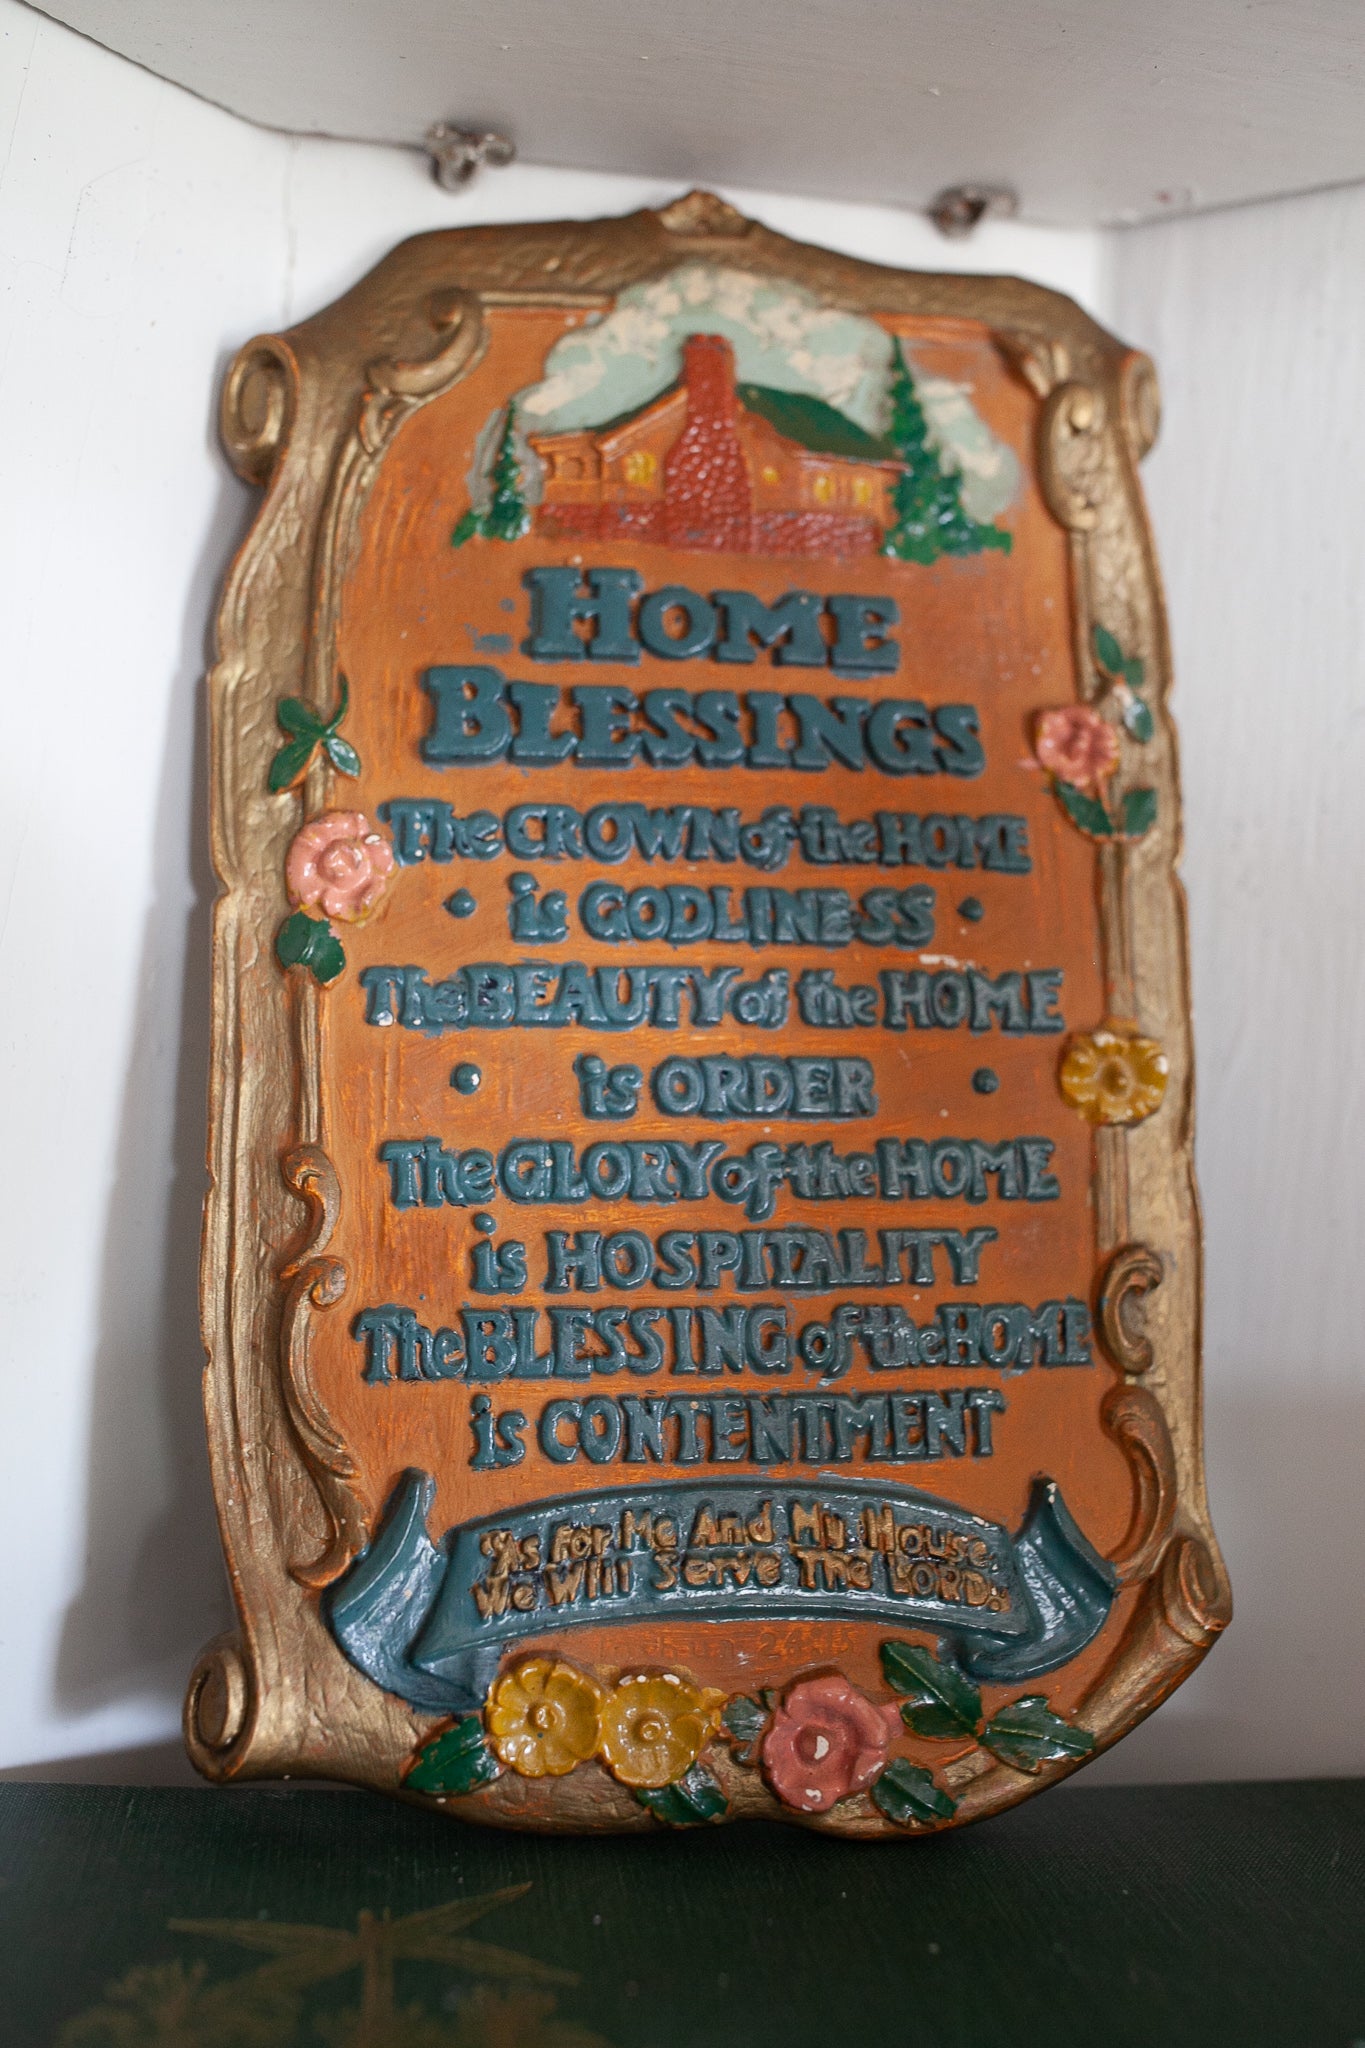 HOME
BLESSINGS
The CROWN of the HOME
• is GODLINESS •
The BEAUTY of the HOME
• is ORDER •
The GLORY of the HOME
is HOSPITALITY
The BLESSING of the HOME
is CONTENTMENT
"As For Me And My House,
We Will Serve The LORD."
24:15